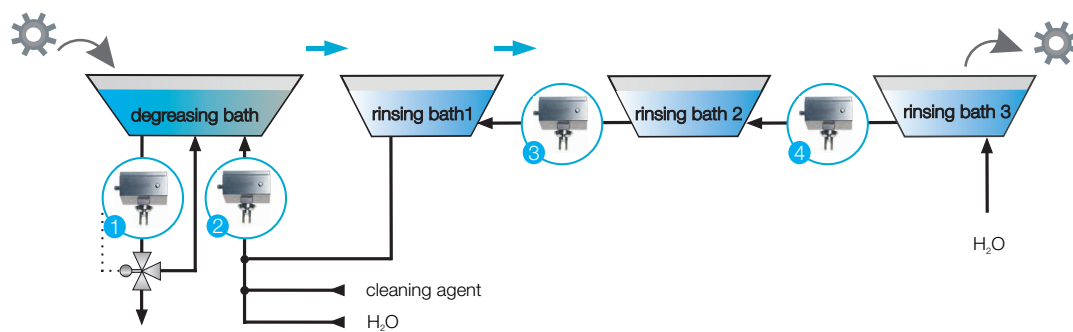 degreasing bath
rinsing bath1
rinsing bath 2
rinsing bath 3
3
4
1
2
H₂O
cleaning agent
H₂O